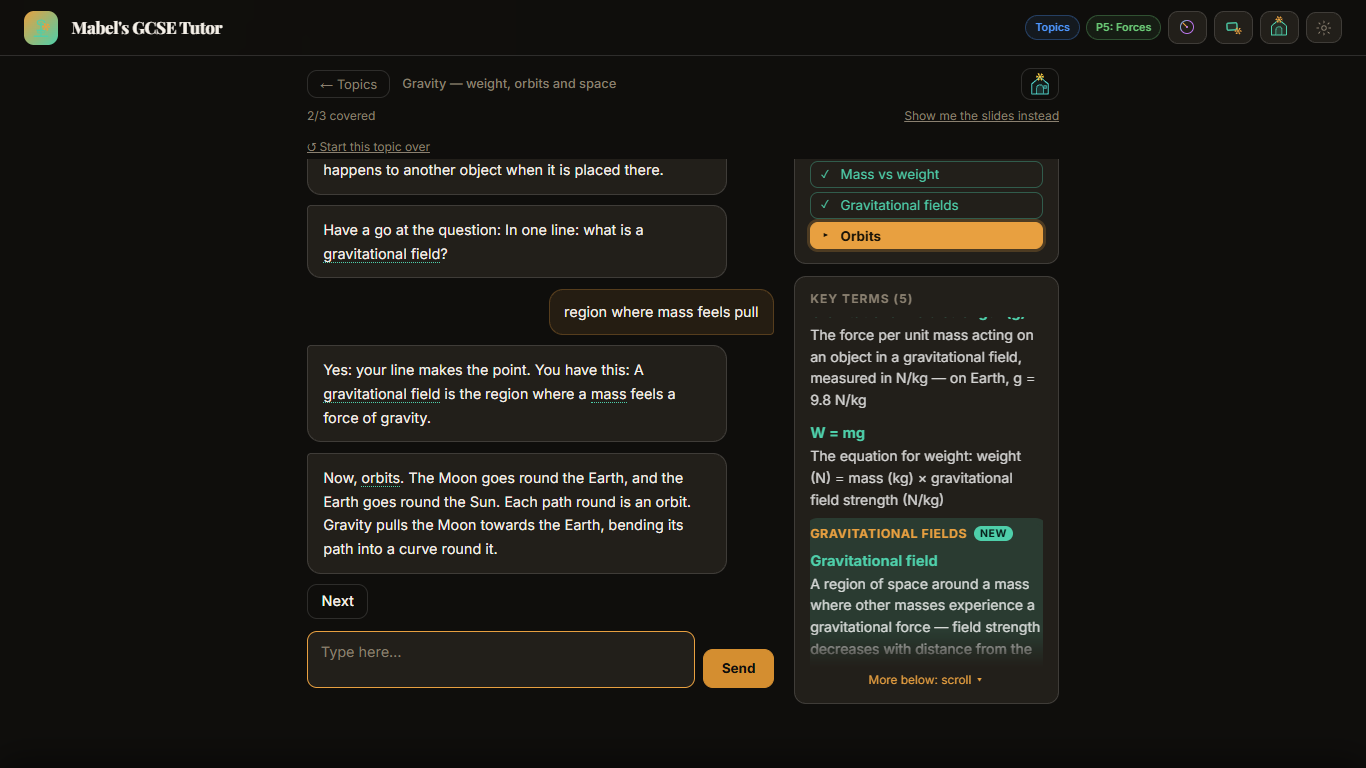 Mabel's GCSE Tutor
Topics
P5: Forces
← Topics
Gravity — weight, orbits and space
2/3 covered
Show me the slides instead
↺ Start this topic over
happens to another object when it is placed there.
Have a go at the question: In one line: what is a
gravitational field?
region where mass feels pull
Yes: your line makes the point. You have this: A
gravitational field is the region where a mass feels a
force of gravity.
Now, orbits. The Moon goes round the Earth, and the
Earth goes round the Sun. Each path round is an orbit.
Gravity pulls the Moon towards the Earth, bending its
path into a curve round it.
Next
Type here...
Send
✓ Mass vs weight
✓ Gravitational fields
‣ Orbits
KEY TERMS (5)
The force per unit mass acting on
an object in a gravitational field,
measured in N/kg — on Earth, g =
9.8 N/kg
W = mg
The equation for weight: weight
(N) = mass (kg) × gravitational
field strength (N/kg)
GRAVITATIONAL FIELDS NEW
Gravitational field
A region of space around a mass
where other masses experience a
gravitational force — field strength
decreases with distance from the
More below: scroll ▾